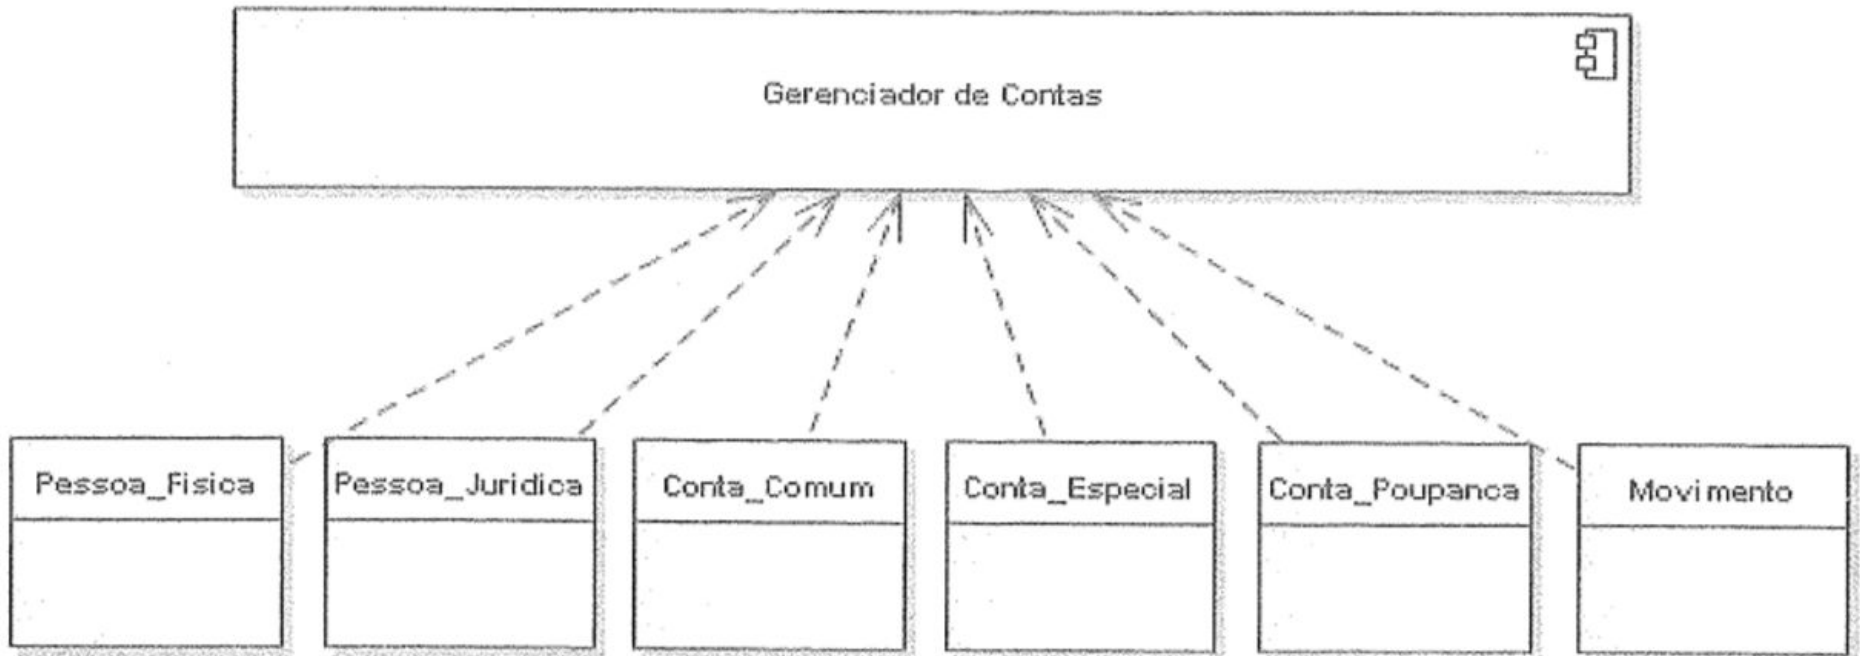 Gerenciador de Contas
Pessoa_Fisica
Pessoa_Juridica
Conta_Comum
Conta_Especial
Conta_Poupanca
Movimento